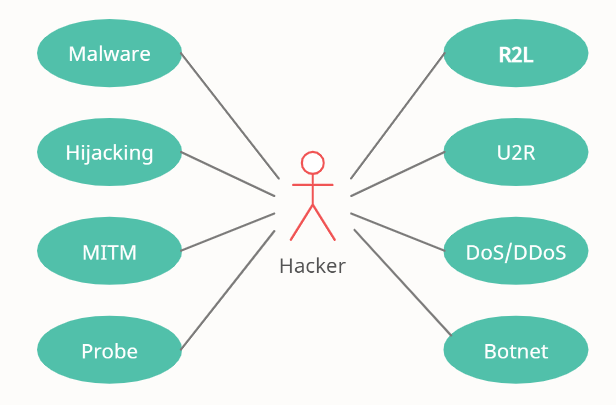 Malware
R2L
Hijacking
U2R
MITM
DoS/DDoS
Hacker
Probe
Botnet